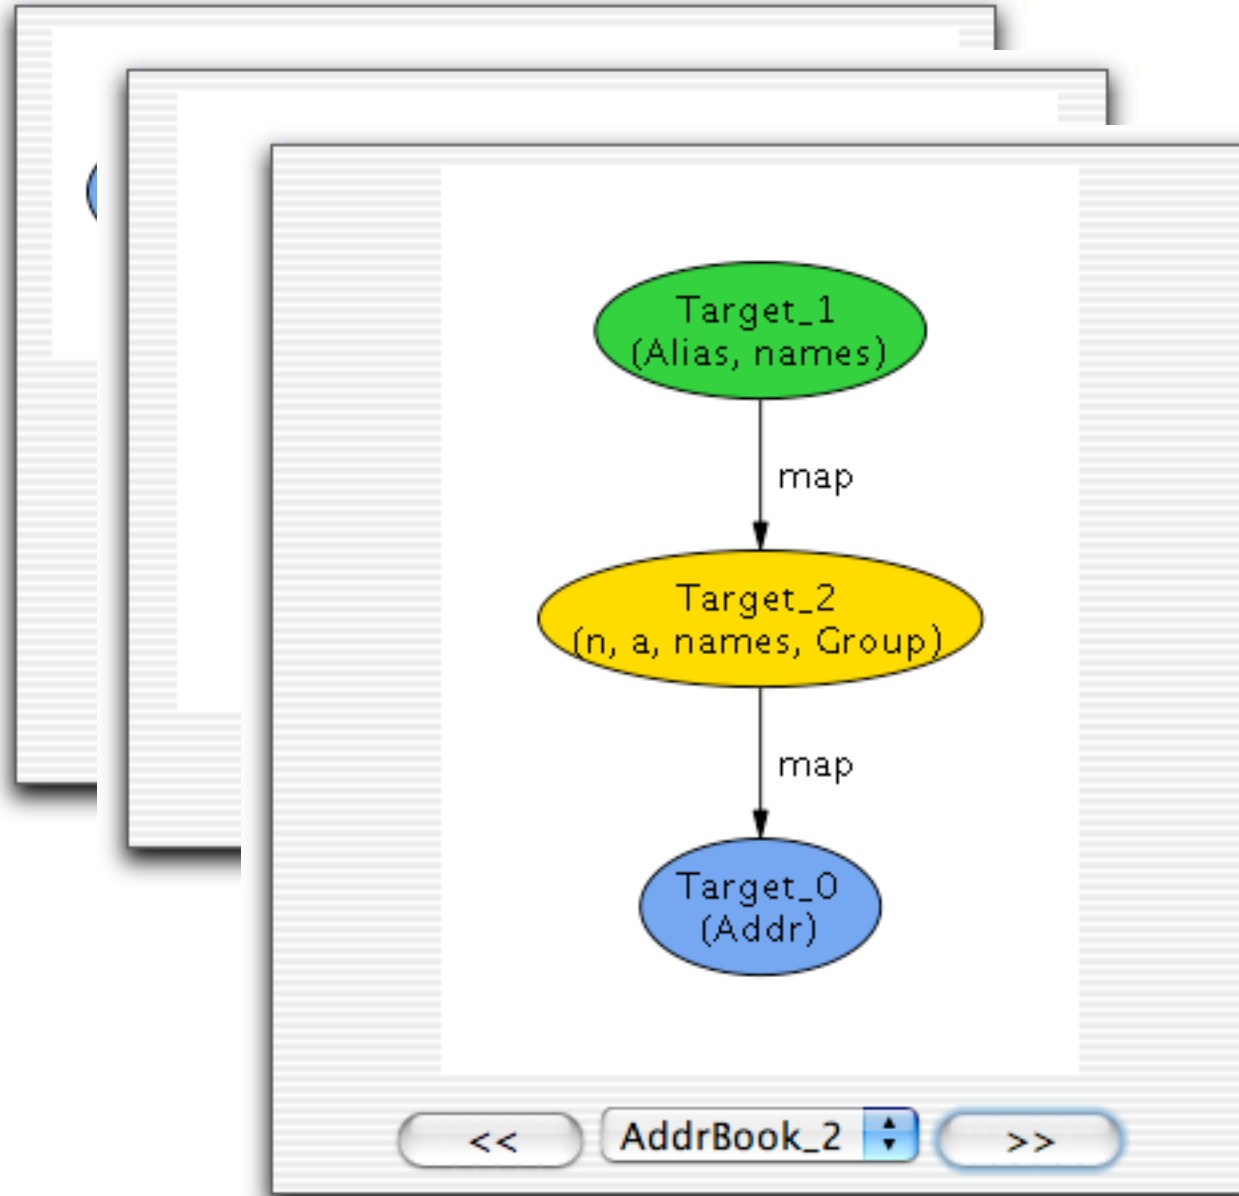 Target_1
(Alias, names)
map
Target_2
(n, a, names, Group)
map
Target_0
(Addr)
<< AddrBook_2 >>